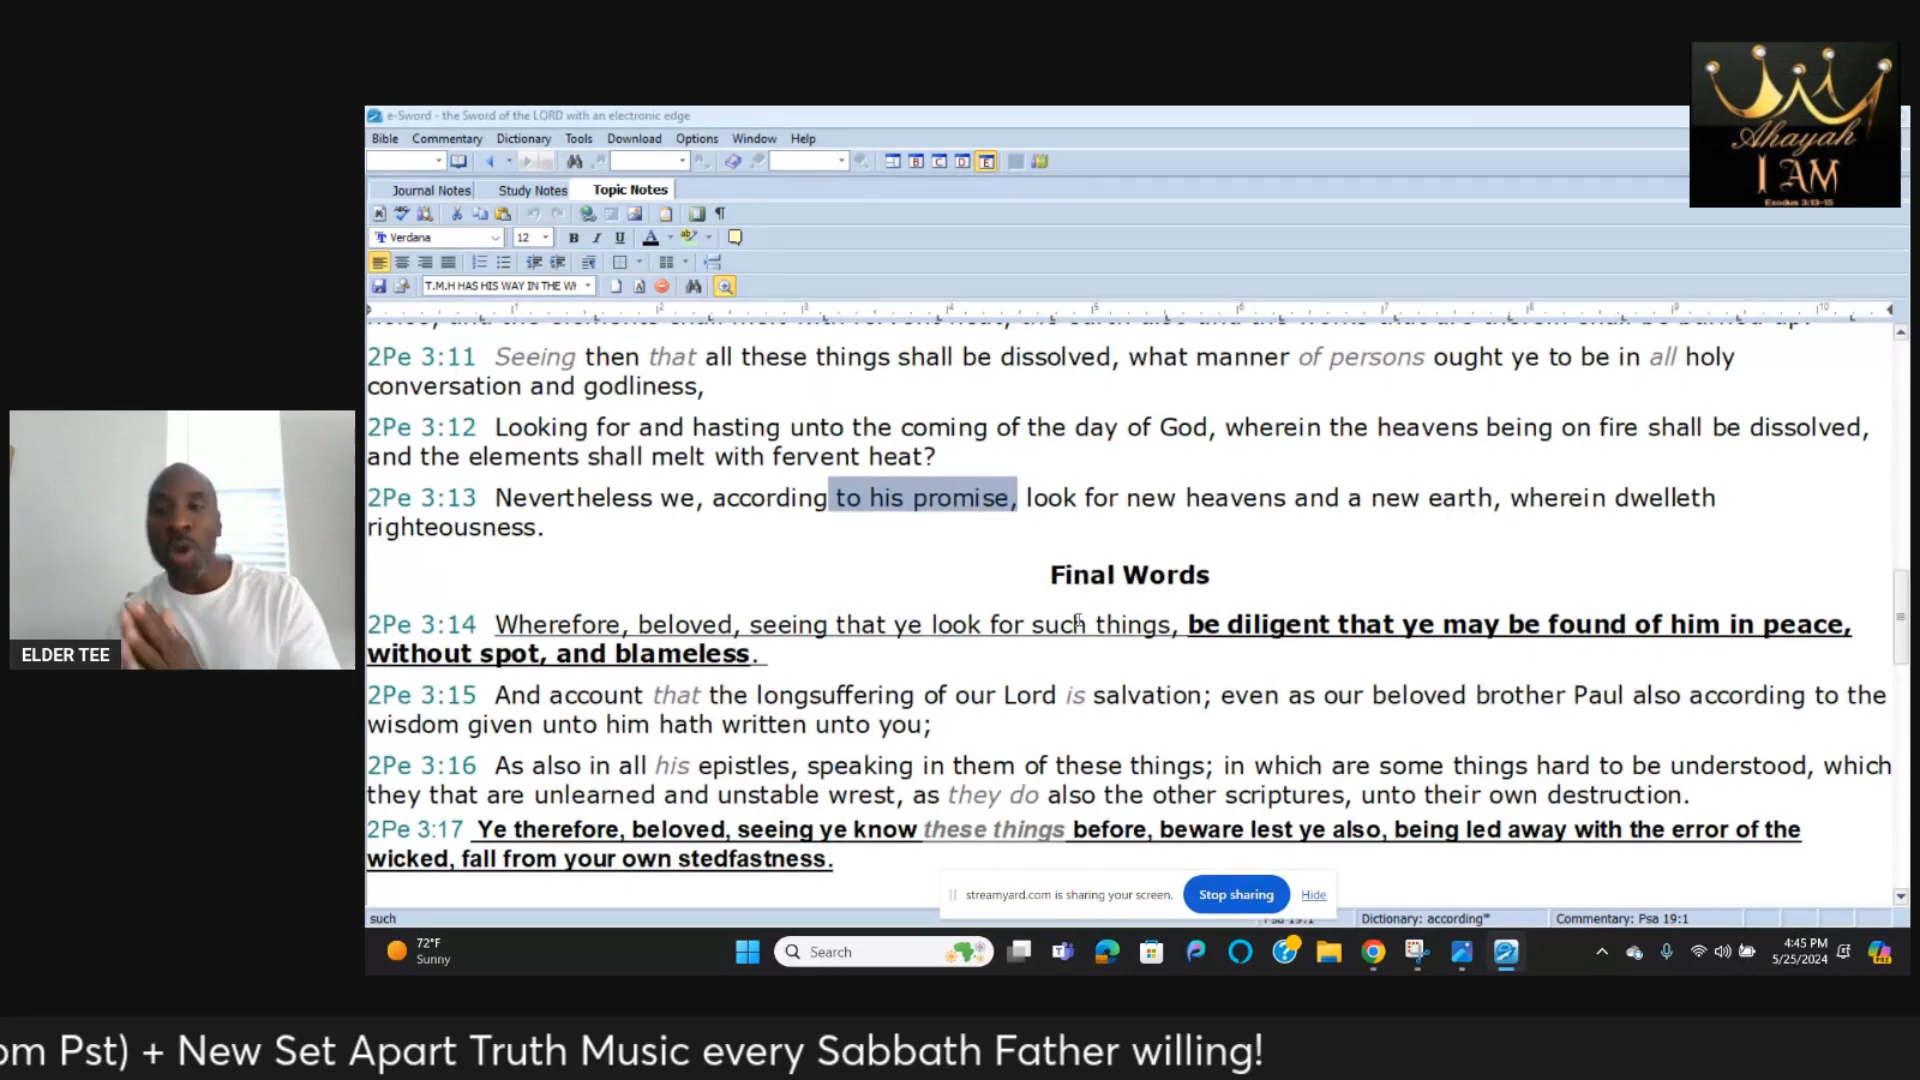 e-Sword - the Sword of the LORD with an electronic edge
Bible Commentary Dictionary Tools Download Options Window Help
Journal Notes Study Notes Topic Notes
Verdana 12 B I U A
T.M.H HAS HIS WAY IN THE
2Pe 3:11 Seeing then that all these things shall be dissolved, what manner of persons ought ye to be in all holy
conversation and godliness,
2Pe 3:12 Looking for and hasting unto the coming of the day of God, wherein the heavens being on fire shall be dissolved,
and the elements shall melt with fervent heat?
2Pe 3:13 Nevertheless we, according to his promise, look for new heavens and a new earth, wherein dwelleth
righteousness.
Final Words
2Pe 3:14 Wherefore, beloved, seeing that ye look for such things, be diligent that ye may be found of him in peace,
without spot, and blameless.
2Pe 3:15 And account that the longsuffering of our Lord is salvation; even as our beloved brother Paul also according to the
wisdom given unto him hath written unto you;
2Pe 3:16 As also in all his epistles, speaking in them of these things; in which are some things hard to be understood, which
they that are unlearned and unstable wrest, as they do also the other scriptures, unto their own destruction.
2Pe 3:17 Ye therefore, beloved, seeing ye know these things before, beware lest ye also, being led away with the error of the
wicked, fall from your own stedfastness.
streamyard.com is sharing your screen. Stop sharing Hide
such Dictionary: according* Commentary: Psa 19:1
72°F
Sunny
Search
4:45 PM
5/25/2024
Ahayah
I AM
Exodus 3:13-15
ELDER TEE
om Pst) + New Set Apart Truth Music every Sabbath Father willing!